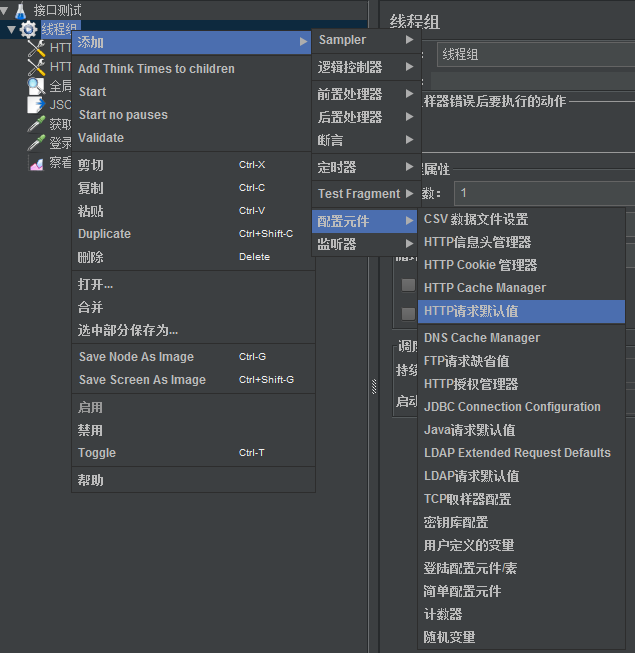 接口测试
线程组
HTT
HTT
全局
JSC
获取
登录
察看
添加
Add Think Times to children
Start
Start no pauses
Validate
剪切 Ctrl-X
复制 Ctrl-C
粘贴 Ctrl-V
Duplicate Ctrl+Shift-C
删除 Delete
打开...
合并
选中部分保存为...
Save Node As Image Ctrl-G
Save Screen As Image Ctrl+Shift-G
启用
禁用
Toggle Ctrl-T
帮助
Sampler
逻辑控制器
前置处理器
后置处理器
断言
定时器
Test Fragment
配置元件
监听器
CSV 数据文件设置
HTTP信息头管理器
HTTP Cookie 管理器
HTTP Cache Manager
HTTP请求默认值
DNS Cache Manager
FTP请求缺省值
HTTP授权管理器
JDBC Connection Configuration
Java请求默认值
LDAP Extended Request Defaults
LDAP请求默认值
TCP取样器配置
密钥库配置
用户定义的变量
登陆配置元件/素
简单配置元件
计数器
随机变量
线程组
线程组
样器错误后要执行的动作
属性
数: 1
调度
持续
启动